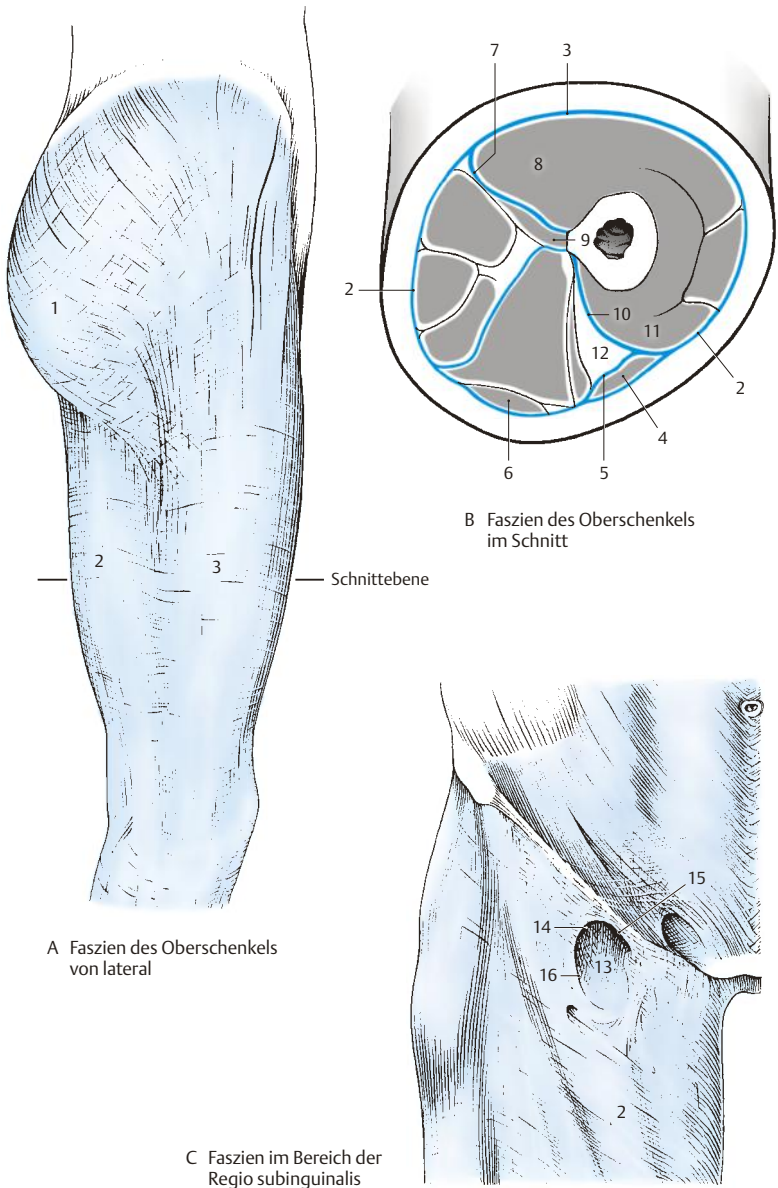 7 3
8
9
2
1
10
11
12
2
4
5
6
B Faszien des Oberschenkels
im Schnitt
2
3
Schnittebene
15
14
16 13
A Faszien des Oberschenkels
von lateral
2
C Faszien im Bereich der
Regio subinguinalis